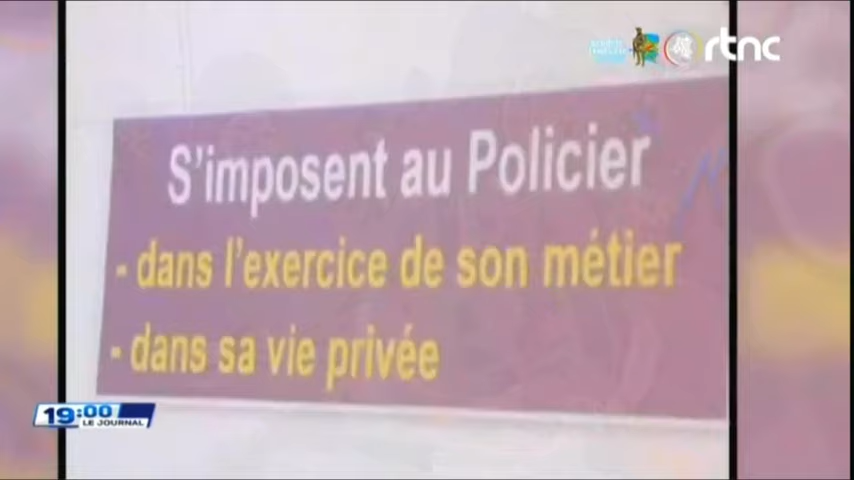 rtnc
S'imposent au Policier
- dans l'exercice de son métier
- dans sa vie privée
19:00
LE JOURNAL